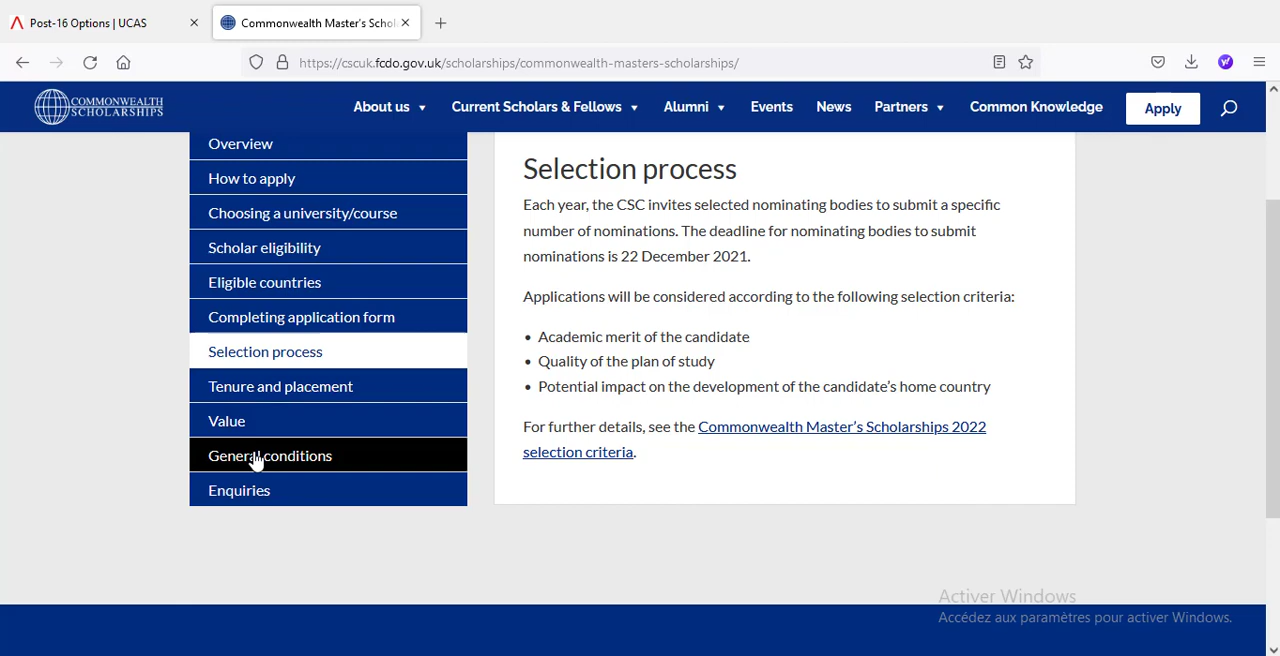 Post-16 Options | UCAS
Commonwealth Master's Schol
https://cscuk.fcdo.gov.uk/scholarships/commonwealth-masters-scholarships/
COMMONWEALTH
SCHOLARSHIPS
About us
Current Scholars & Fellows
Alumni
Events
News
Partners
Common Knowledge
Apply
Overview
How to apply
Choosing a university/course
Scholar eligibility
Eligible countries
Completing application form
Selection process
Tenure and placement
Value
General conditions
Enquiries
Selection process
Each year, the CSC invites selected nominating bodies to submit a specific
number of nominations. The deadline for nominating bodies to submit
nominations is 22 December 2021.
Applications will be considered according to the following selection criteria:
• Academic merit of the candidate
• Quality of the plan of study
• Potential impact on the development of the candidate's home country
For further details, see the Commonwealth Master's Scholarships 2022
selection criteria.
Activer Windows
Accédez aux paramètres pour activer Windows.